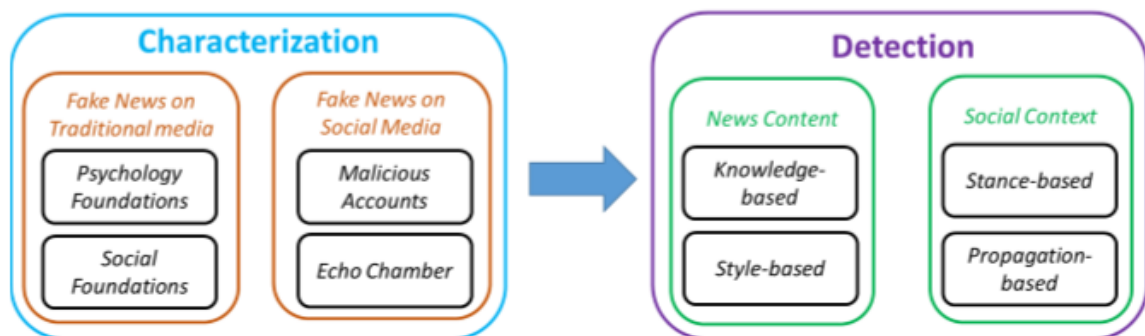 Characterization
Fake News on
Traditional media
Psychology
Foundations
Social
Foundations
Fake News on
Social Media
Malicious
Accounts
Echo Chamber
Detection
News Content
Knowledge-
based
Style-based
Social Context
Stance-based
Propagation-
based